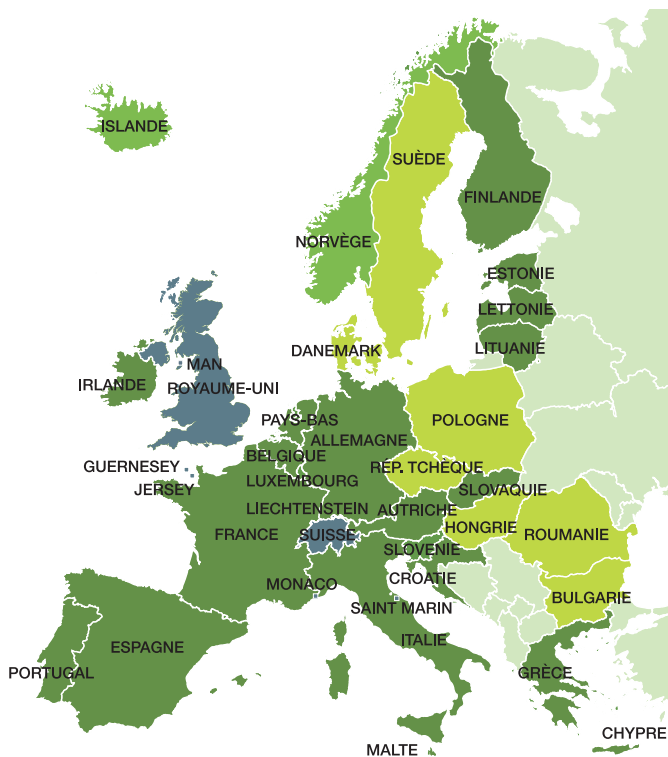 ISLANDE
SUÈDE
FINLANDE
NORVÈGE
ESTONIE
LETTONIE
LITUANIE
DANEMARK
MAN
IRLANDE
ROYAUME-UNI
PAYS-BAS
POLOGNE
ALLEMAGNE
BELGIQUE
GUERNESEY
RÉP. TCHÈQUE
LUXEMBOURG
JERSEY
SLOVAQUIE
LIECHTENSTEIN
AUTRICHE
HONGRIE
FRANCE
SUISSE
ROUMANIE
SLOVÉNIE
CROATIE
MONACO
BULGARIE
SAINT MARIN
ITALIE
ESPAGNE
PORTUGAL
GRÈCE
CHYPRE
MALTE